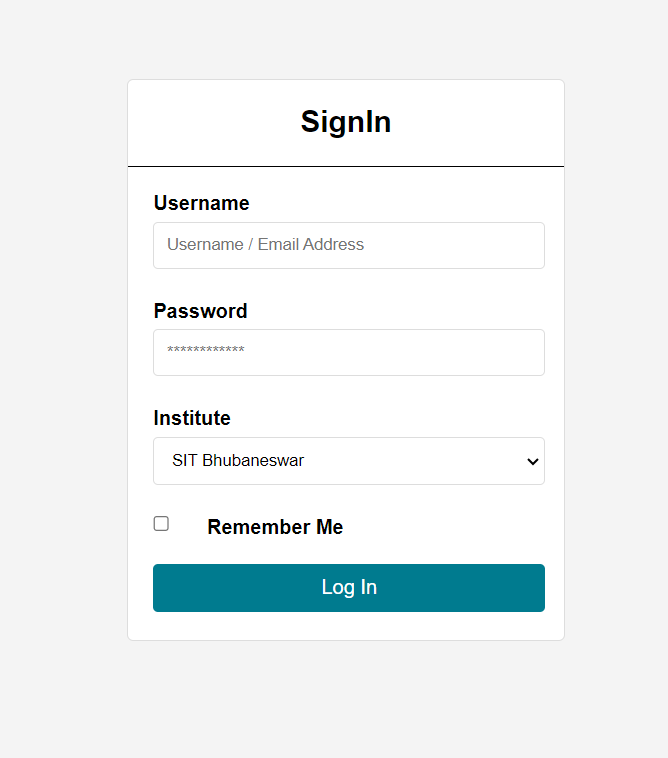 SignIn
Username
Username / Email Address
Password
************
Institute
SIT Bhubaneswar
Remember Me
Log In